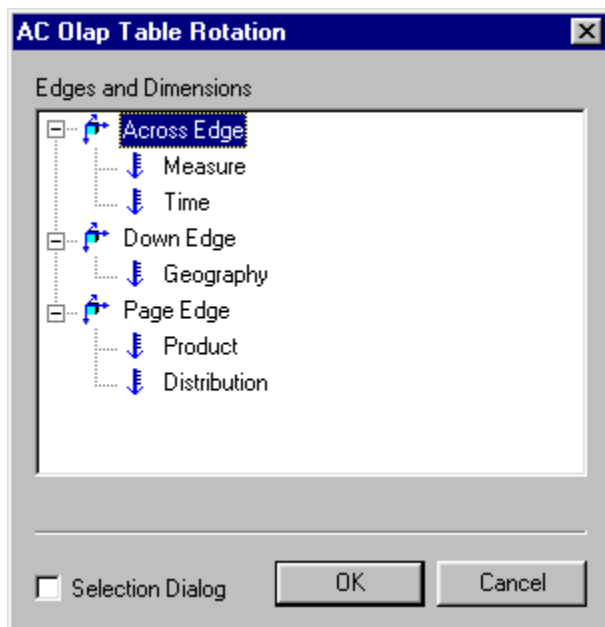 AC Olap Table Rotation
Edges and Dimensions
Across Edge
Measure
Time
Down Edge
Geography
Page Edge
Product
Distribution
Selection Dialog OK Cancel